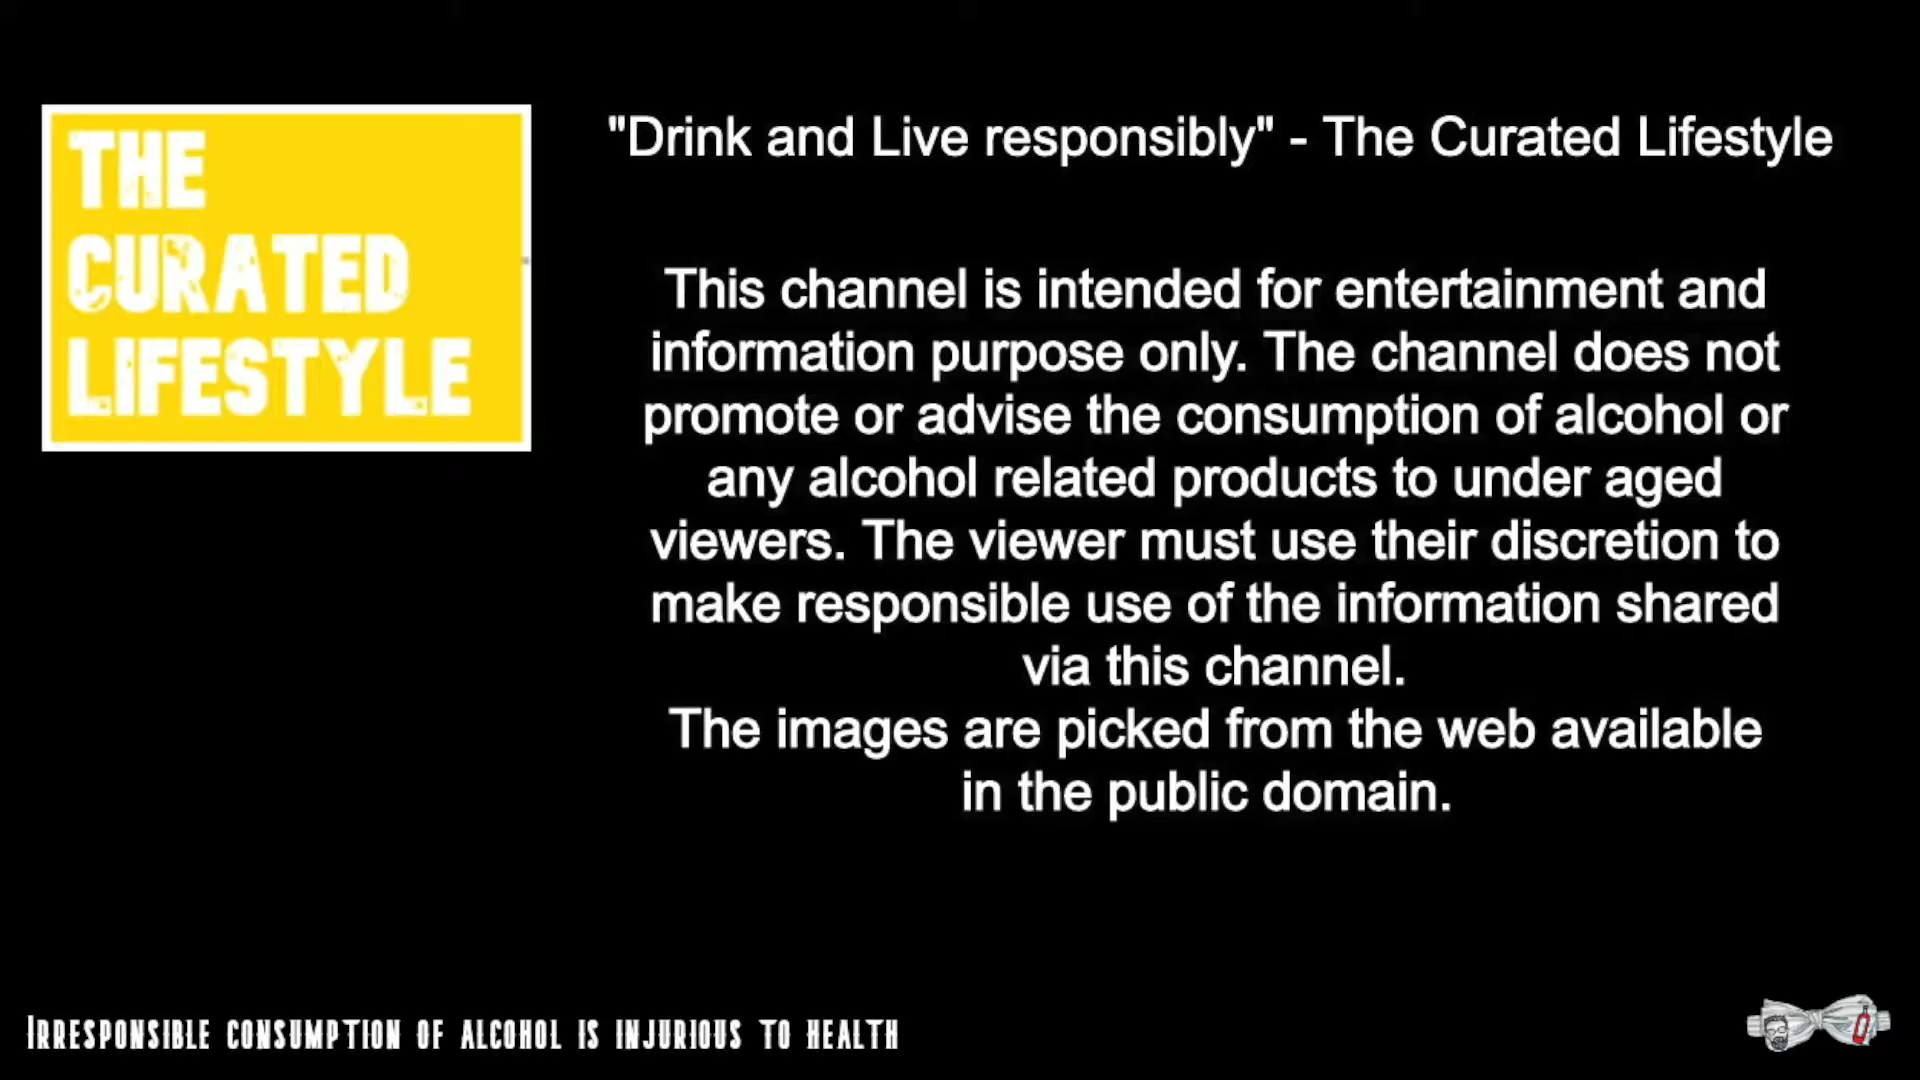 THE
CURATED
LIFESTYLE
"Drink and Live responsibly" - The Curated Lifestyle
This channel is intended for entertainment and
information purpose only. The channel does not
promote or advise the consumption of alcohol or
any alcohol related products to under aged
viewers. The viewer must use their discretion to
make responsible use of the information shared
via this channel.
The images are picked from the web available
in the public domain.
IRRESPONSIBLE CONSUMPTION OF ALCOHOL IS INJURIOUS TO HEALTH